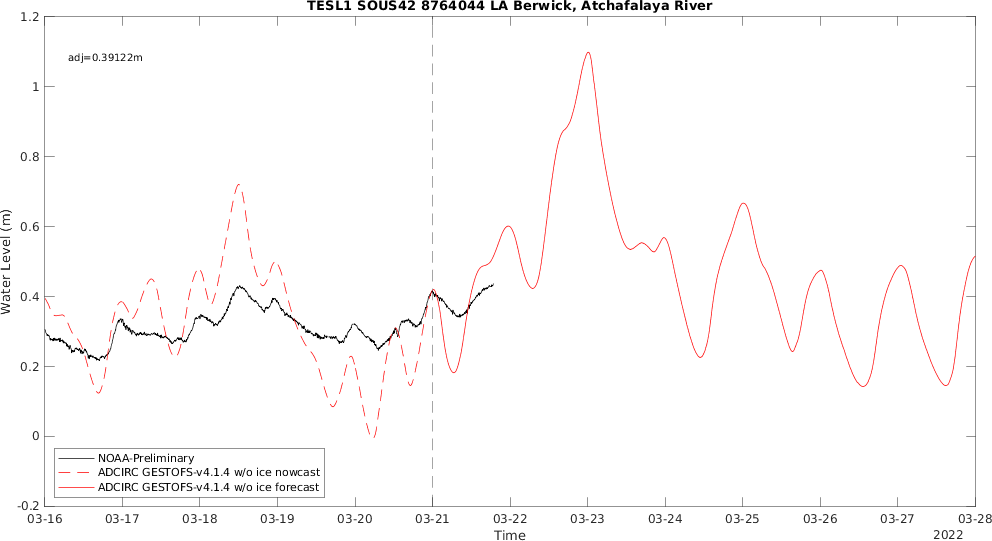 TESL1 SOUS42 8764044 LA Berwick, Atchafalaya River
1.2
adj=0.39122m
1
0.8
0.6
Water Level (m)
0.4
0.2
0
NOAA-Preliminary
ADCIRC GESTOFS-v4.1.4 w/o ice nowcast
ADCIRC GESTOFS-v4.1.4 w/o ice forecast
-0.2
03-16 03-17 03-18 03-19 03-20 03-21 03-22 03-23 03-24 03-25 03-26 03-27 03-28
Time 2022